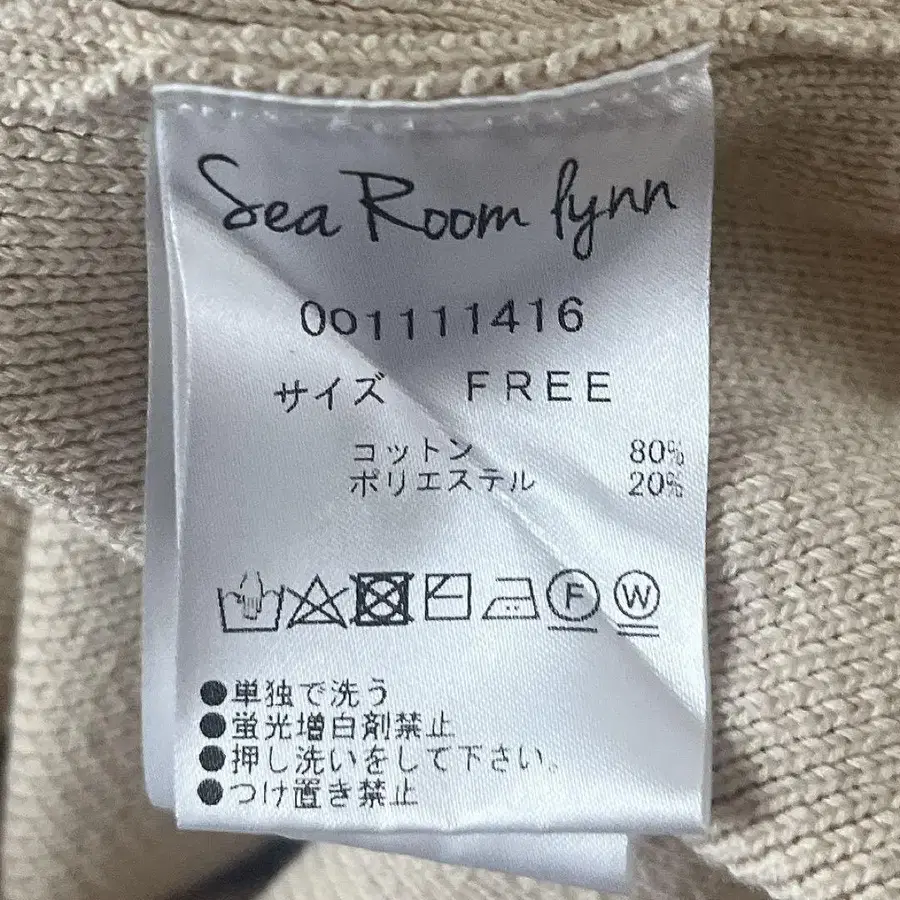 Sea Room lynn
001111416
サイズ FREE
コットン 80%
ポリエステル 20%
F W
●単独で洗う
●蛍光増白剤禁止
●押し洗いをして下さい。
●つけ置き禁止